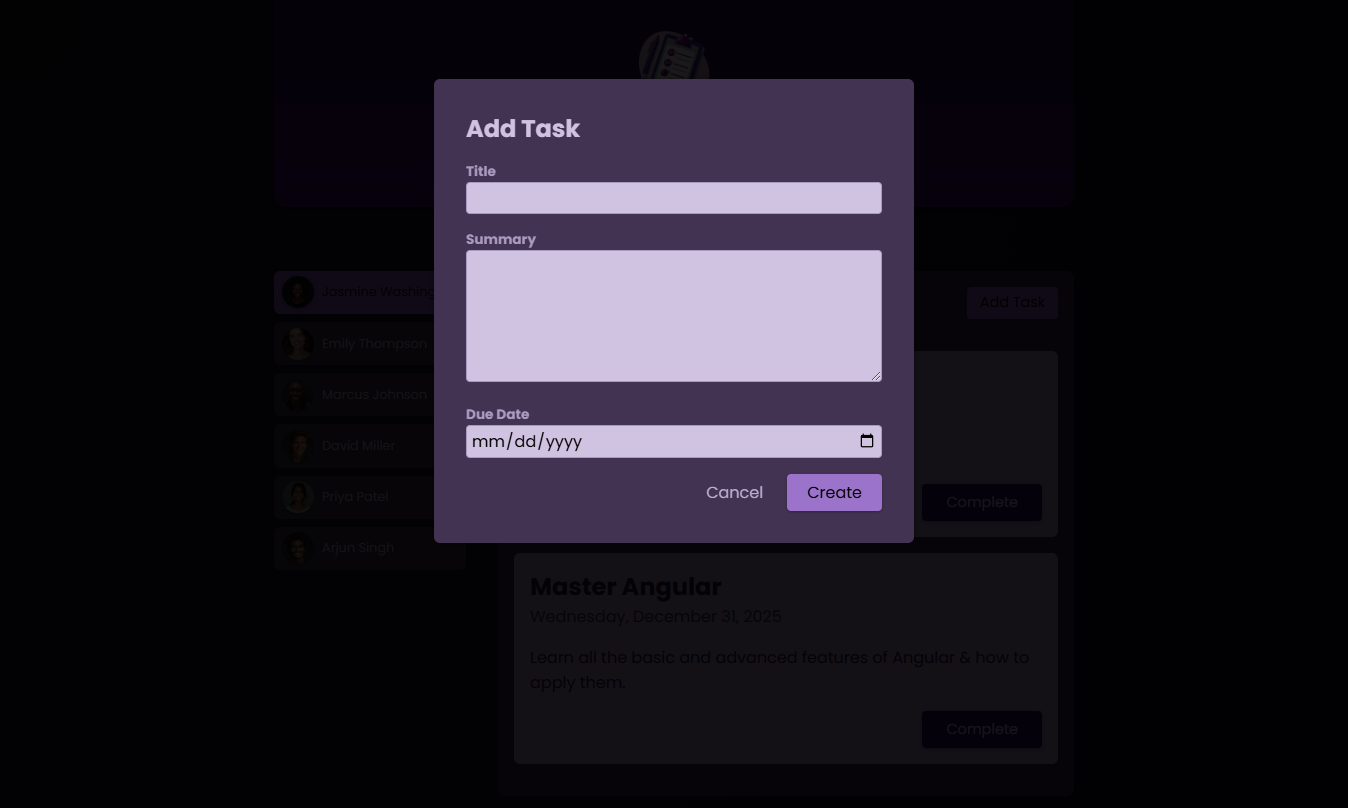 Add Task
Title
Summary
Due Date
mm/dd/yyyy
Cancel
Create
Jasmine
Emily Thompson
Marcus Johnson
David Miller
Priya Patel
Arjun Singh
Add Task
Complete
Master Angular
Wednesday, December 31, 2025
Learn all the basic and advanced features of Angular & how to
apply them.
Complete